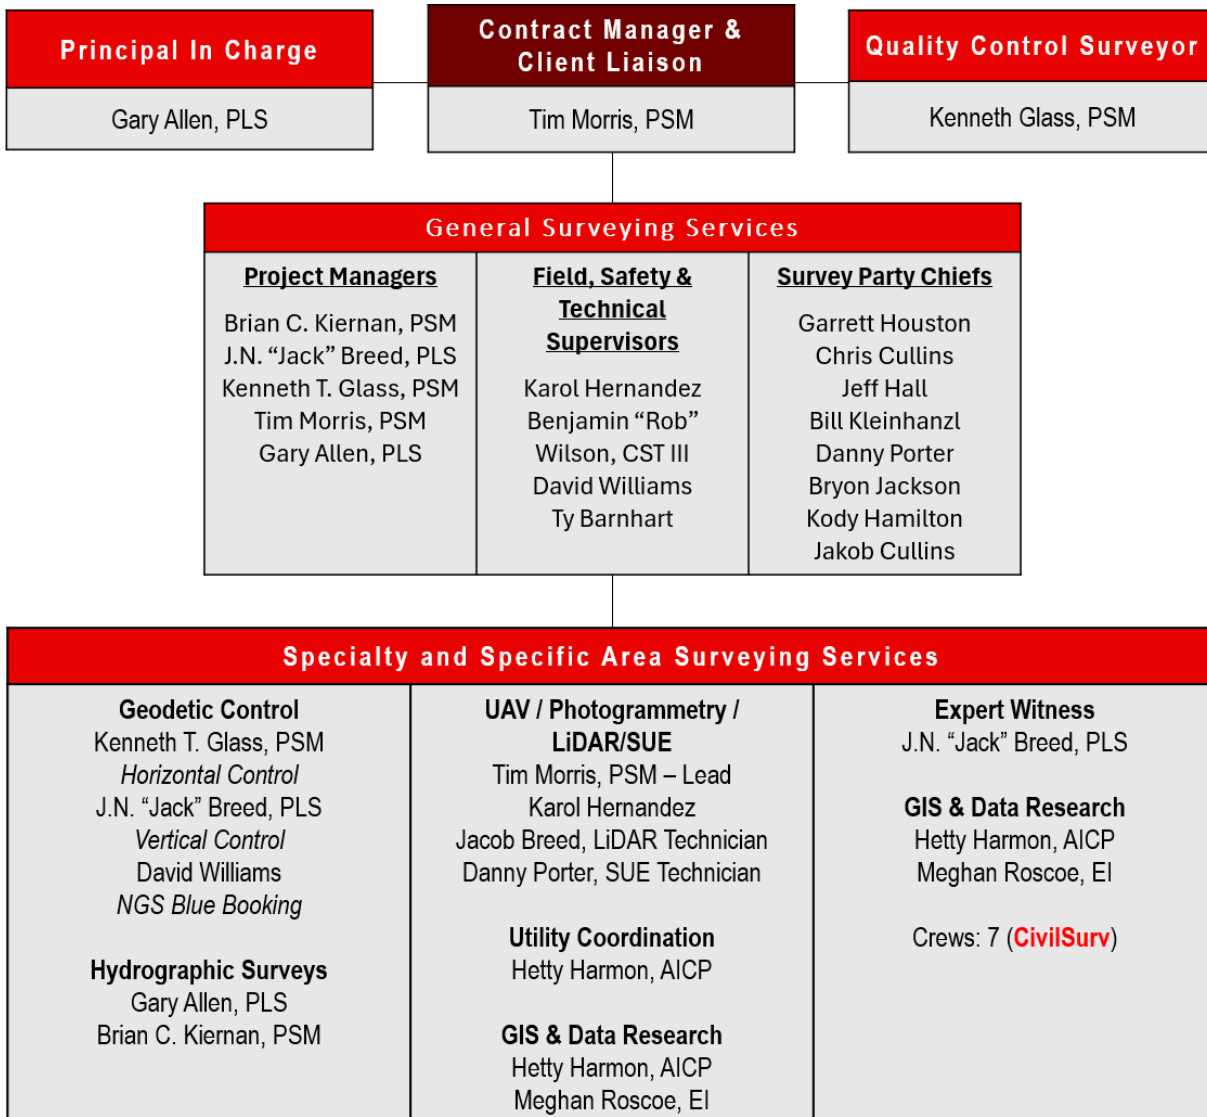 Principal In Charge
Gary Allen, PLS
Contract Manager &
Client Liaison
Tim Morris, PSM
Quality Control Surveyor
Kenneth Glass, PSM
General Surveying Services
Project Managers
Brian C. Kiernan, PSM
J.N. “Jack” Breed, PLS
Kenneth T. Glass, PSM
Tim Morris, PSM
Gary Allen, PLS
Field, Safety &
Technical
Supervisors
Karol Hernandez
Benjamin “Rob”
Wilson, CST III
David Williams
Ty Barnhart
Survey Party Chiefs
Garrett Houston
Chris Cullins
Jeff Hall
Bill Kleinhanzl
Danny Porter
Bryon Jackson
Kody Hamilton
Jakob Cullins
Specialty and Specific Area Surveying Services
Geodetic Control
Kenneth T. Glass, PSM
Horizontal Control
J.N. “Jack” Breed, PLS
Vertical Control
David Williams
NGS Blue Booking
Hydrographic Surveys
Gary Allen, PLS
Brian C. Kiernan, PSM
UAV / Photogrammetry /
LiDAR/SUE
Tim Morris, PSM – Lead
Karol Hernandez
Jacob Breed, LiDAR Technician
Danny Porter, SUE Technician
Utility Coordination
Hetty Harmon, AICP
GIS & Data Research
Hetty Harmon, AICP
Meghan Roscoe, EI
Expert Witness
J.N. “Jack” Breed, PLS
GIS & Data Research
Hetty Harmon, AICP
Meghan Roscoe, EI
Crews: 7 (CivilSurv)